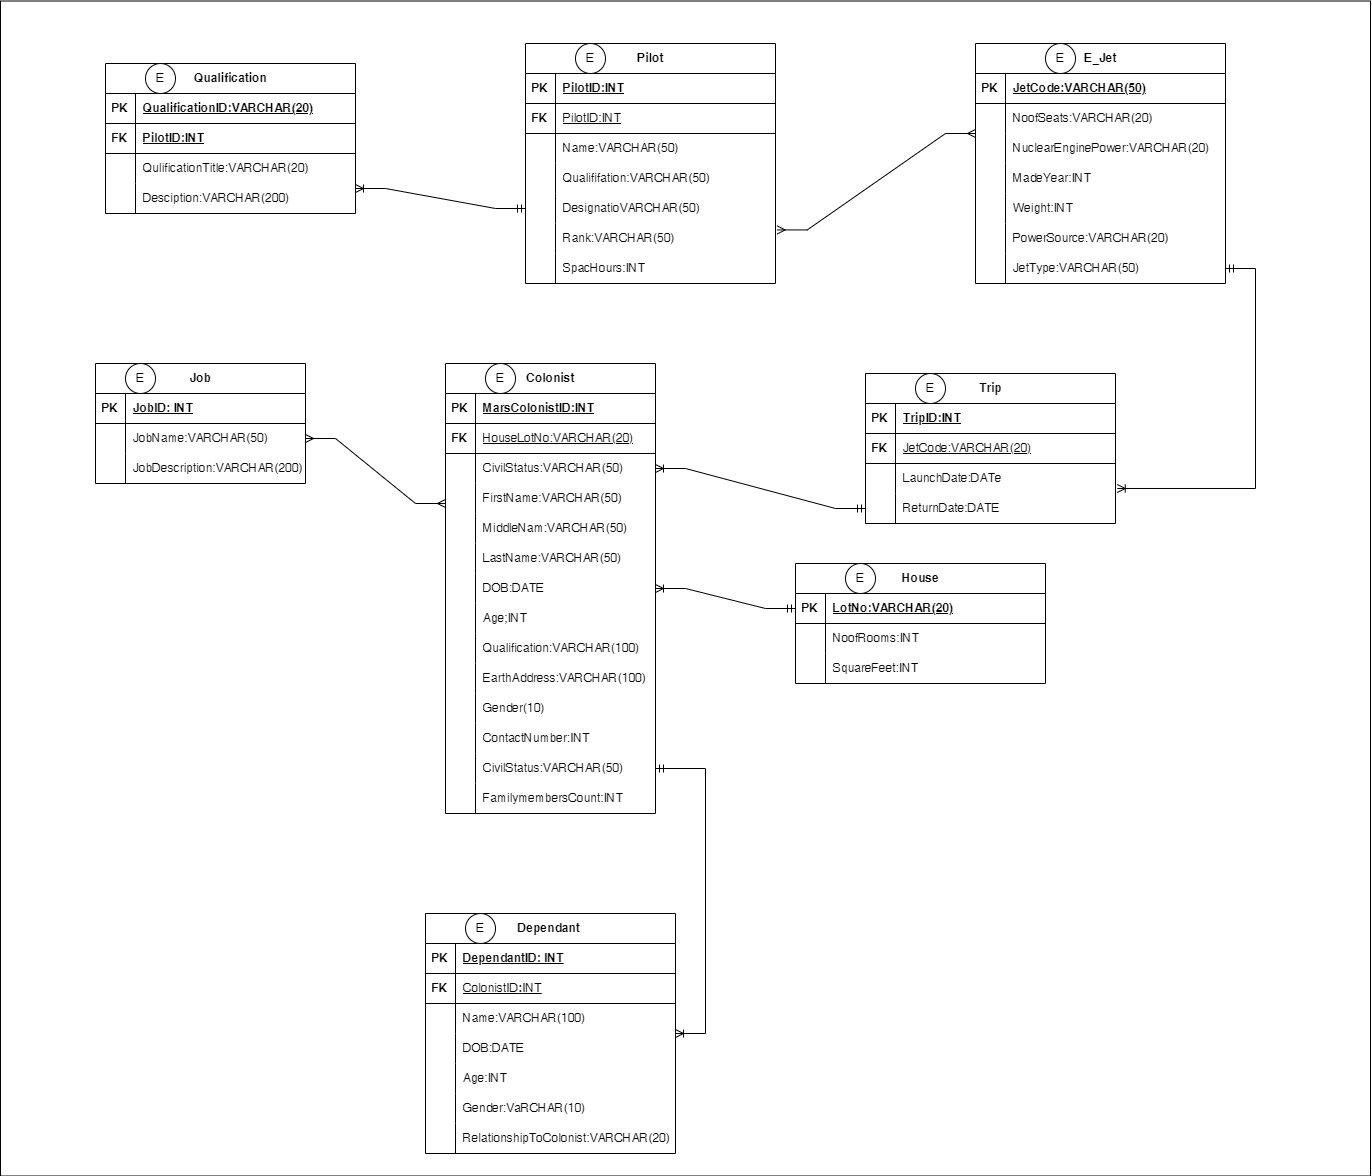 E Qualification
PK QualificationID:VARCHAR(20)
FK PilotID:INT
QulificationTitle:VARCHAR(20)
Desciption:VARCHAR(200)
E Pilot
PK PilotID:INT
FK PilotID:INT
Name:VARCHAR(50)
Qualififation:VARCHAR(50)
DesignatioVARCHAR(50)
Rank:VARCHAR(50)
SpacHours:INT
E E_Jet
PK JetCode:VARCHAR(50)
NoofSeats:VARCHAR(20)
NuclearEnginePower:VARCHAR(20)
MadeYear:INT
Weight:INT
PowerSource:VARCHAR(20)
JetType:VARCHAR(50)
E Job
PK JobID: INT
JobName:VARCHAR(50)
JobDescription:VARCHAR(200)
E Colonist
PK MarsColonistID:INT
FK HouseLotNo:VARCHAR(20)
CivilStatus:VARCHAR(50)
FirstName:VARCHAR(50)
MiddleNam:VARCHAR(50)
LastName:VARCHAR(50)
DOB:DATE
Age;INT
Qualification:VARCHAR(100)
EarthAddress:VARCHAR(100)
Gender(10)
ContactNumber:INT
CivilStatus:VARCHAR(50)
FamilymembersCount:INT
E Trip
PK TripID:INT
FK JetCode:VARCHAR(20)
LaunchDate:DATe
ReturnDate:DATE
E House
PK LotNo:VARCHAR(20)
NoofRooms:INT
SquareFeet:INT
E Dependant
PK DependantID: INT
FK ColonistID:INT
Name:VARCHAR(100)
DOB:DATE
Age:INT
Gender:VaRCHAR(10)
RelationshipToColonist:VARCHAR(20)